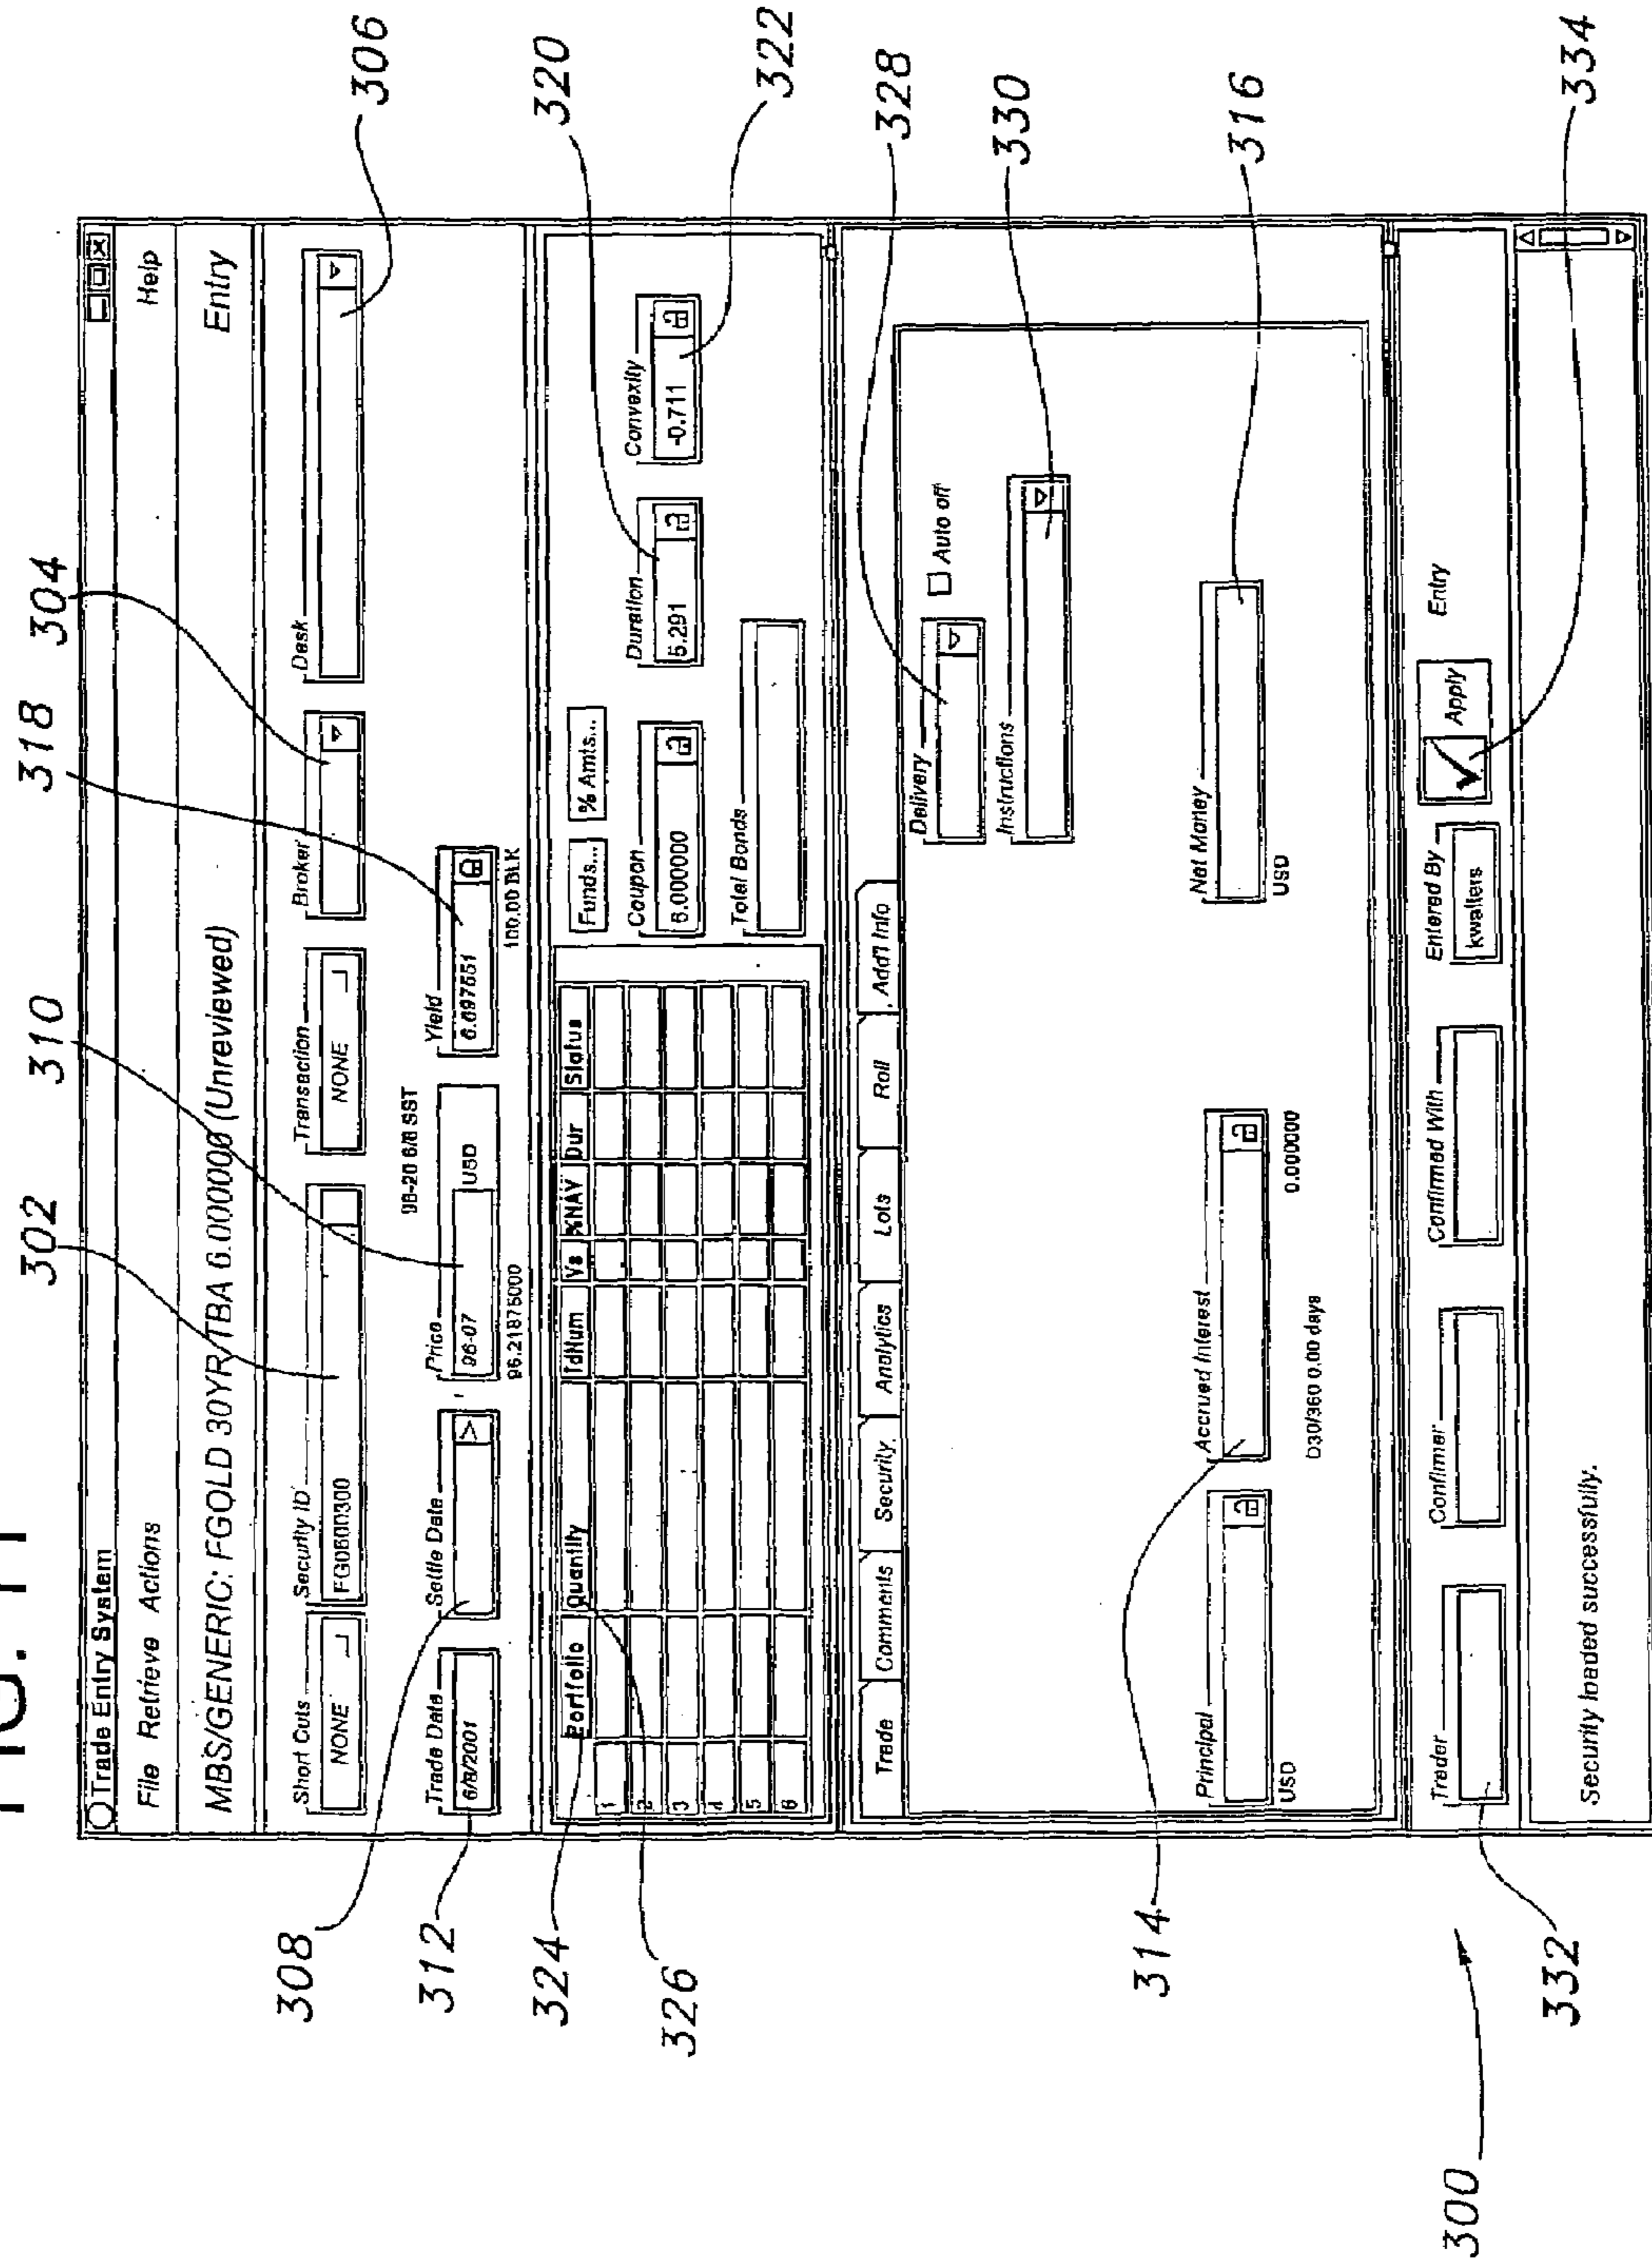 FIG. 11
Trade Entry System
File Retrieve Actions Help
MBS/GENERIC: FGOLD 30YR/TBA 6.000000 (Unreviewed) Entry
Short Cuts Security ID Transaction Broker Desk
NONE FG0600300 NONE
98-20 6/8 SST
Trade Date Settle Date Price Yield
6/8/2001 96-07 USD 6.697551
96.21875000 100.00 BLK
Portfolio Quantity IdNum Vs %NAV Dur Status
1
2
3
4
5
6
Funds... % Amts...
Coupon Duration Convexity
6.0000000 5.291 -0.711
Total Bonds
Trade Comments Security Analytics Lots Roll Add'l Info
Delivery Auto off
Instructions
Principal Accrued Interest Net Money
USD USD
D30/360 0.00 days 0.000000
Trader Confirmer Confirmed With Entered By
kwalters Apply Entry
Security loaded successfully.
302
310
318
304
306
320
322
328
330
316
334
308
312
324
326
314
332
300